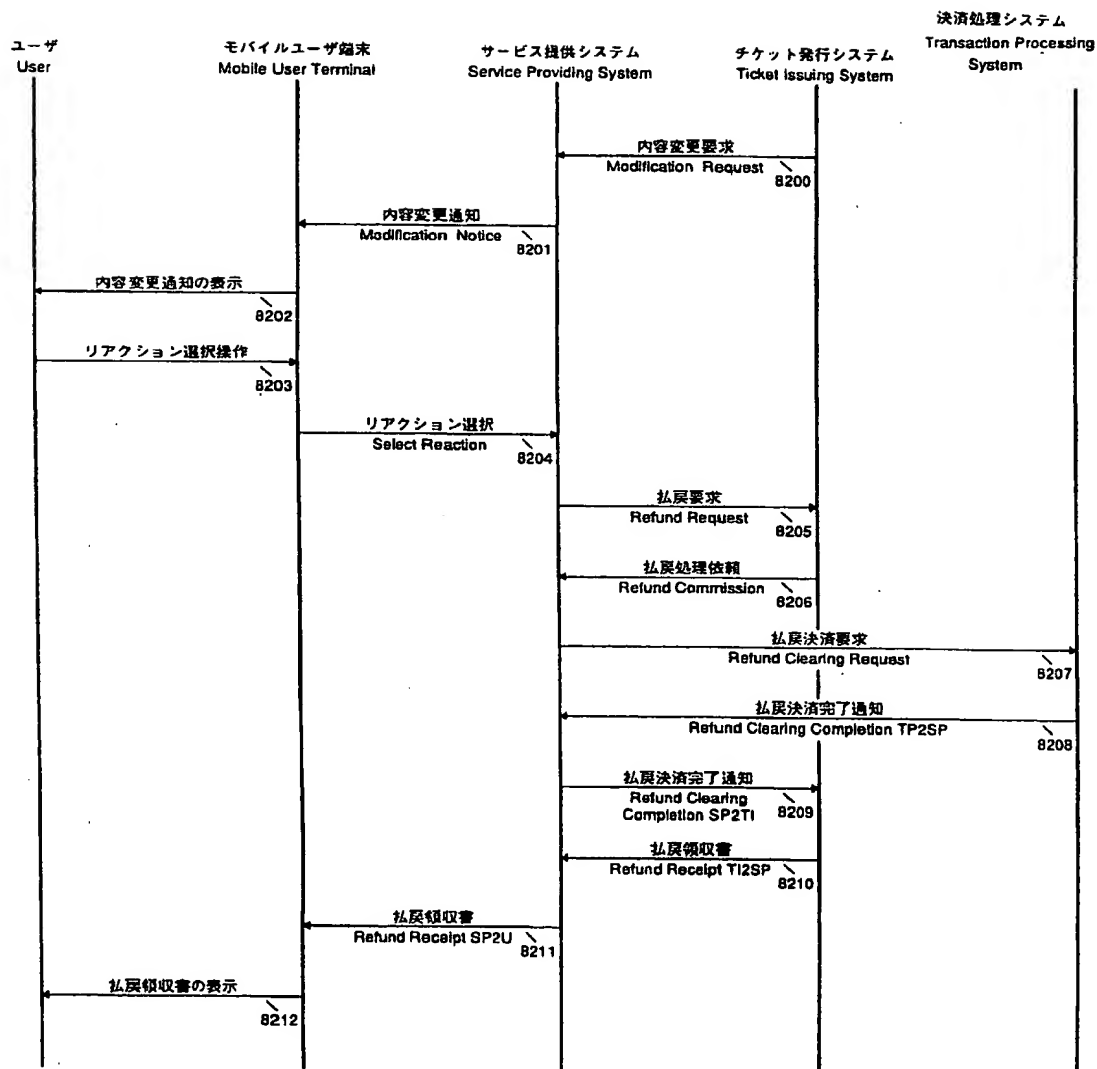 ユーザ
User
モバイルユーザ端末
Mobile User Terminal
サービス提供システム
Service Providing System
チケット発行システム
Ticket Issuing System
決済処理システム
Transaction Processing
System
内容変更要求
Modification Request
8200
内容変更通知
Modification Notice
8201
内容変更通知の表示
8202
リアクション選択操作
8203
リアクション選択
Select Reaction
8204
払戻要求
Refund Request
8205
払戻処理依頼
Refund Commission
8206
払戻決済要求
Refund Clearing Request
8207
払戻決済完了通知
Refund Clearing Completion TP2SP
8208
払戻決済完了通知
Refund Clearing
Completion SP2TI
8209
払戻領収書
Refund Receipt TI2SP
8210
払戻領収書
Refund Receipt SP2U
8211
払戻領収書の表示
8212